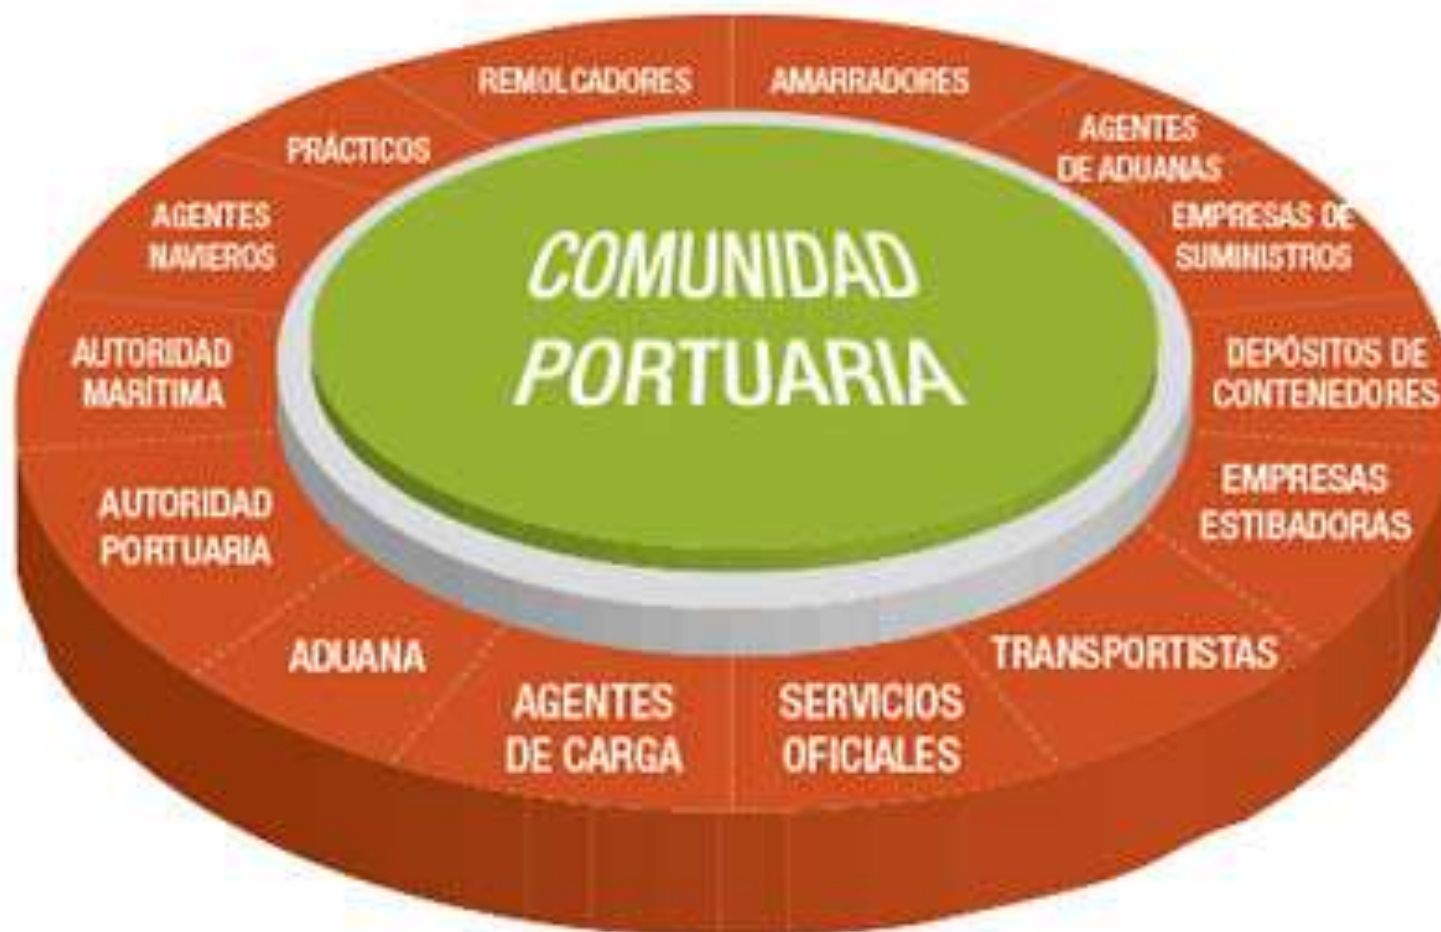 REMOLCADORES
AMARRADORES
AGENTES
DE ADUANAS
EMPRESAS DE
SUMINISTROS
DEPÓSITOS DE
CONTENEDORES
EMPRESAS
ESTIBADORAS
TRANSPORTISTAS
SERVICIOS
OFICIALES
AGENTES
DE CARGA
ADUANA
AUTORIDAD
PORTUARIA
AUTORIDAD
MARÍTIMA
AGENTES
NAVIEROS
PRÁCTICOS
COMUNIDAD
PORTUARIA